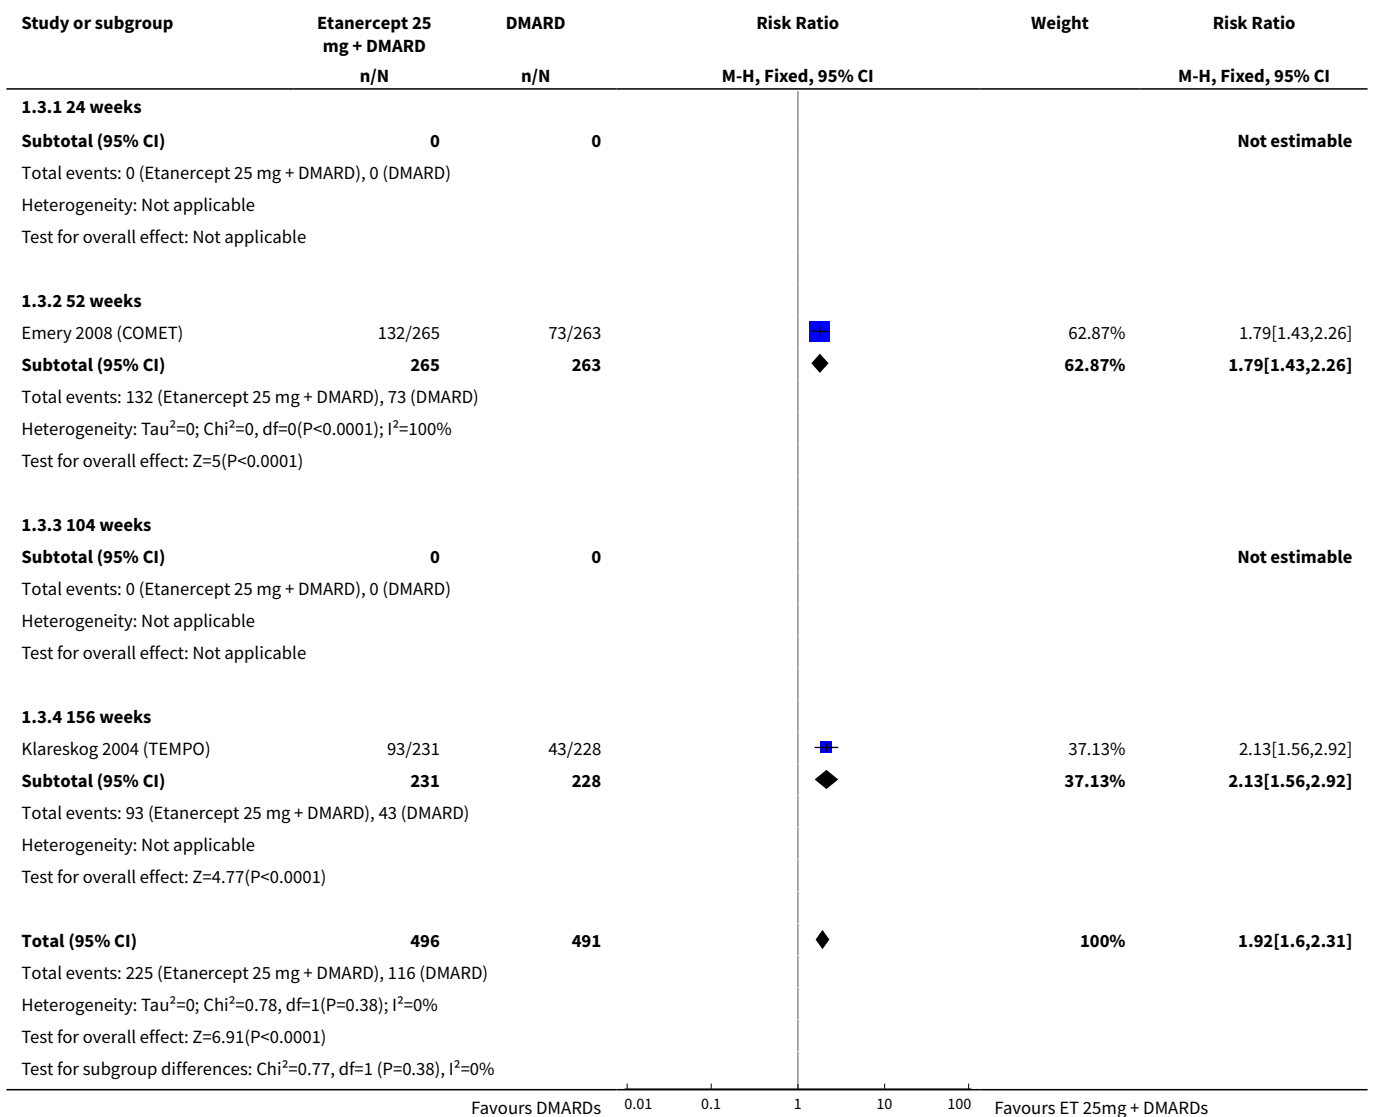 Study or subgroup Etanercept 25 mg + DMARD DMARD Risk Ratio Weight Risk Ratio
n/N n/N M-H, Fixed, 95% CI M-H, Fixed, 95% CI
1.3.1 24 weeks
Subtotal (95% CI) 0 0 Not estimable
Total events: 0 (Etanercept 25 mg + DMARD), 0 (DMARD)
Heterogeneity: Not applicable
Test for overall effect: Not applicable
1.3.2 52 weeks
Emery 2008 (COMET) 132/265 73/263 62.87% 1.79[1.43,2.26]
Subtotal (95% CI) 265 263 62.87% 1.79[1.43,2.26]
Total events: 132 (Etanercept 25 mg + DMARD), 73 (DMARD)
Heterogeneity: Tau²=0; Chi²=0, df=0(P<0.0001); I²=100%
Test for overall effect: Z=5(P<0.0001)
1.3.3 104 weeks
Subtotal (95% CI) 0 0 Not estimable
Total events: 0 (Etanercept 25 mg + DMARD), 0 (DMARD)
Heterogeneity: Not applicable
Test for overall effect: Not applicable
1.3.4 156 weeks
Klareskog 2004 (TEMPO) 93/231 43/228 37.13% 2.13[1.56,2.92]
Subtotal (95% CI) 231 228 37.13% 2.13[1.56,2.92]
Total events: 93 (Etanercept 25 mg + DMARD), 43 (DMARD)
Heterogeneity: Not applicable
Test for overall effect: Z=4.77(P<0.0001)
Total (95% CI) 496 491 100% 1.92[1.6,2.31]
Total events: 225 (Etanercept 25 mg + DMARD), 116 (DMARD)
Heterogeneity: Tau²=0; Chi²=0.78, df=1(P=0.38); I²=0%
Test for overall effect: Z=6.91(P<0.0001)
Test for subgroup differences: Chi²=0.77, df=1 (P=0.38), I²=0%
Favours DMARDs 0.01 0.1 1 10 100 Favours ET 25mg + DMARDs